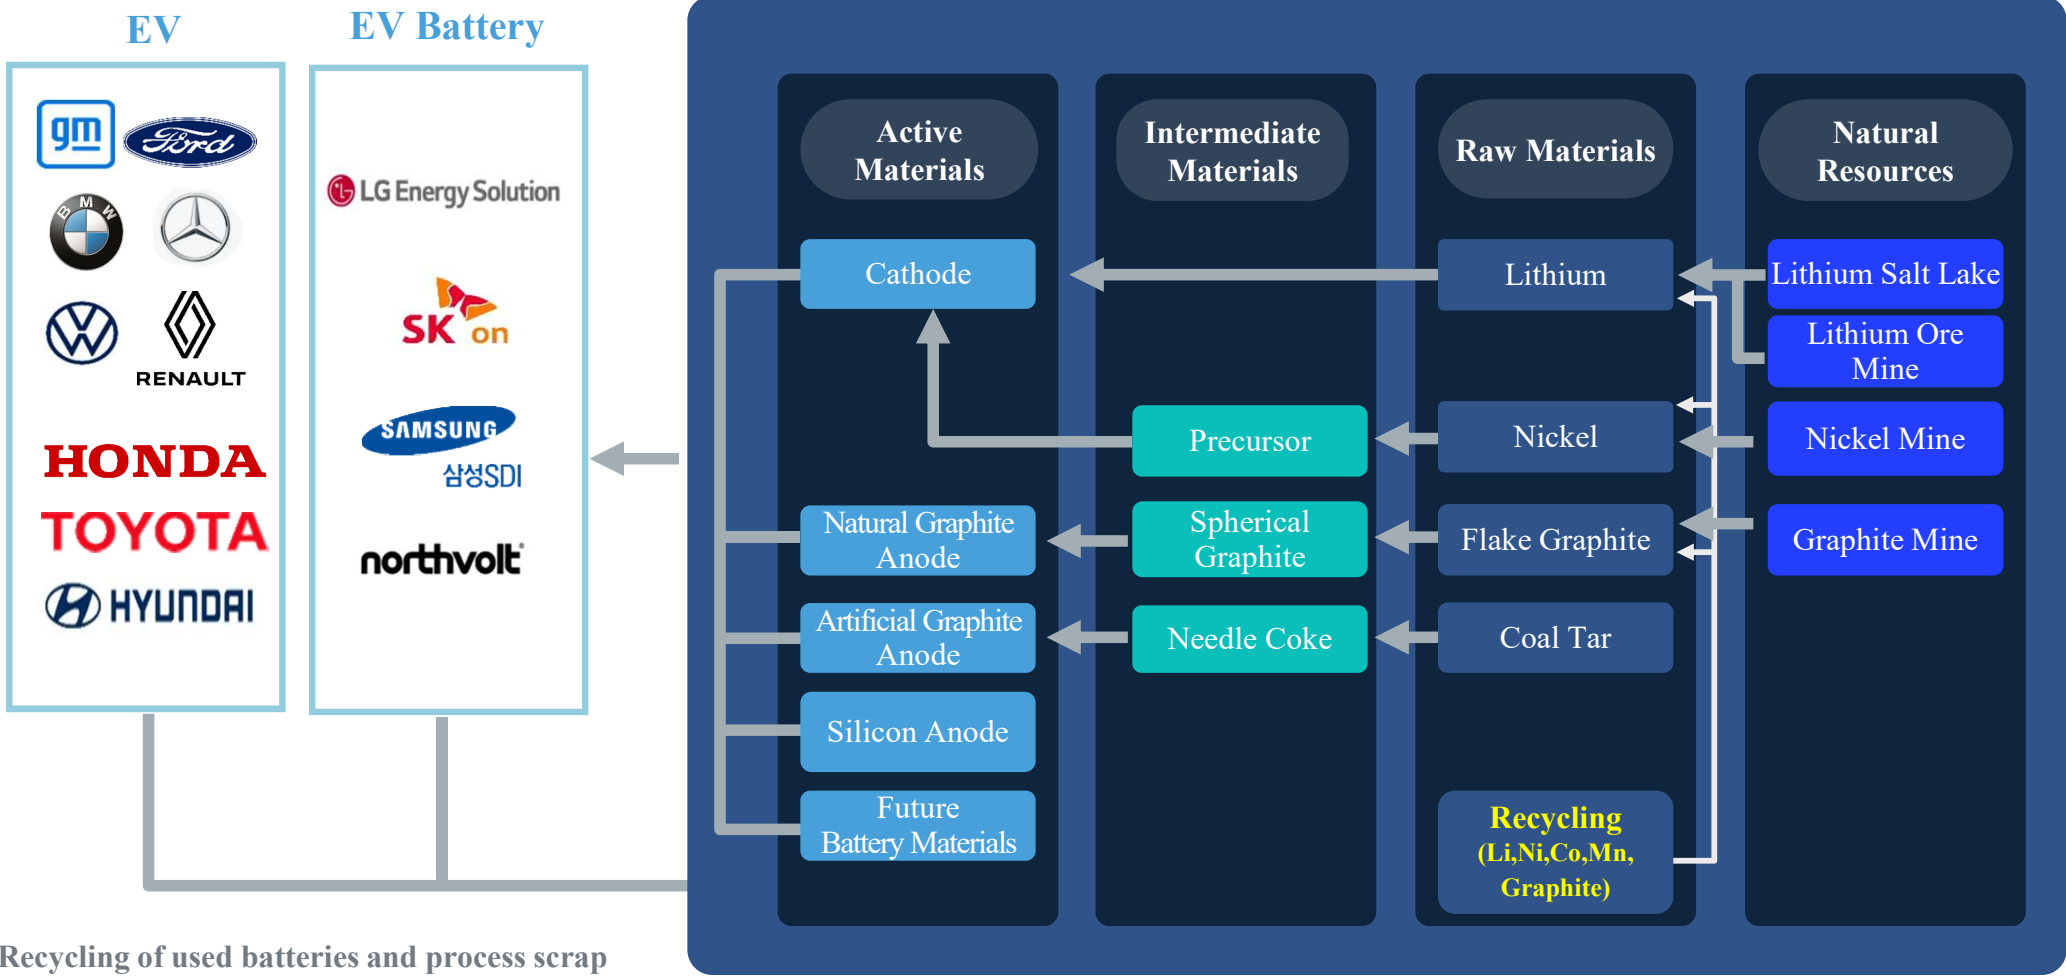 EV
EV Battery
gm
Ford
BMW
RENAULT
HONDA
TOYOTA
HYUNDAI
LG Energy Solution
SK on
SAMSUNG
삼성SDI
northvolt
Active
Materials
Cathode
Natural Graphite
Anode
Artificial Graphite
Anode
Silicon Anode
Future
Battery Materials
Intermediate
Materials
Precursor
Spherical
Graphite
Needle Coke
Raw Materials
Lithium
Nickel
Flake Graphite
Coal Tar
Recycling
(Li,Ni,Co,Mn,
Graphite)
Natural
Resources
Lithium Salt Lake
Lithium Ore
Mine
Nickel Mine
Graphite Mine
Recycling of used batteries and process scrap